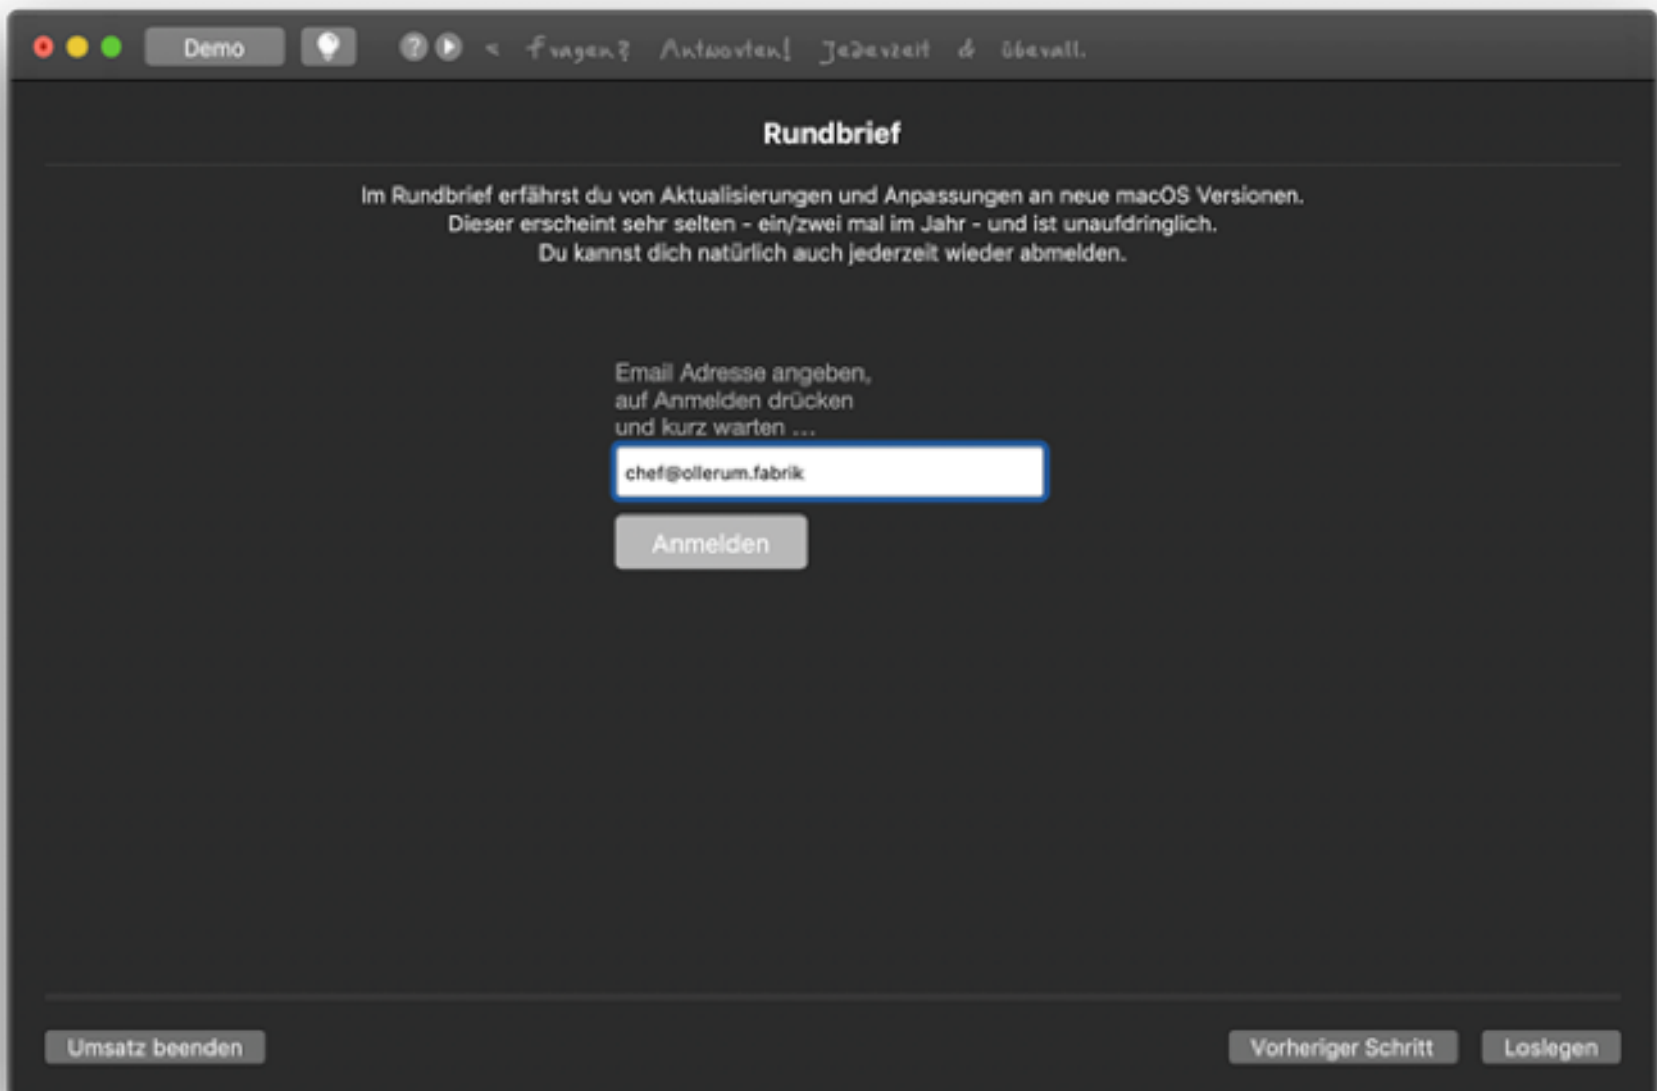 Demo
< Fragen? Antworten! Jederzeit & überall.
Rundbrief
Im Rundbrief erfährst du von Aktualisierungen und Anpassungen an neue macOS Versionen.
Dieser erscheint sehr selten - ein/zwei mal im Jahr - und ist unaufdringlich.
Du kannst dich natürlich auch jederzeit wieder abmelden.
Email Adresse angeben,
auf Anmelden drücken
und kurz warten ...
chef@ollerum.fabrik
Anmelden
Umsatz beenden
Vorheriger Schritt
Loslegen